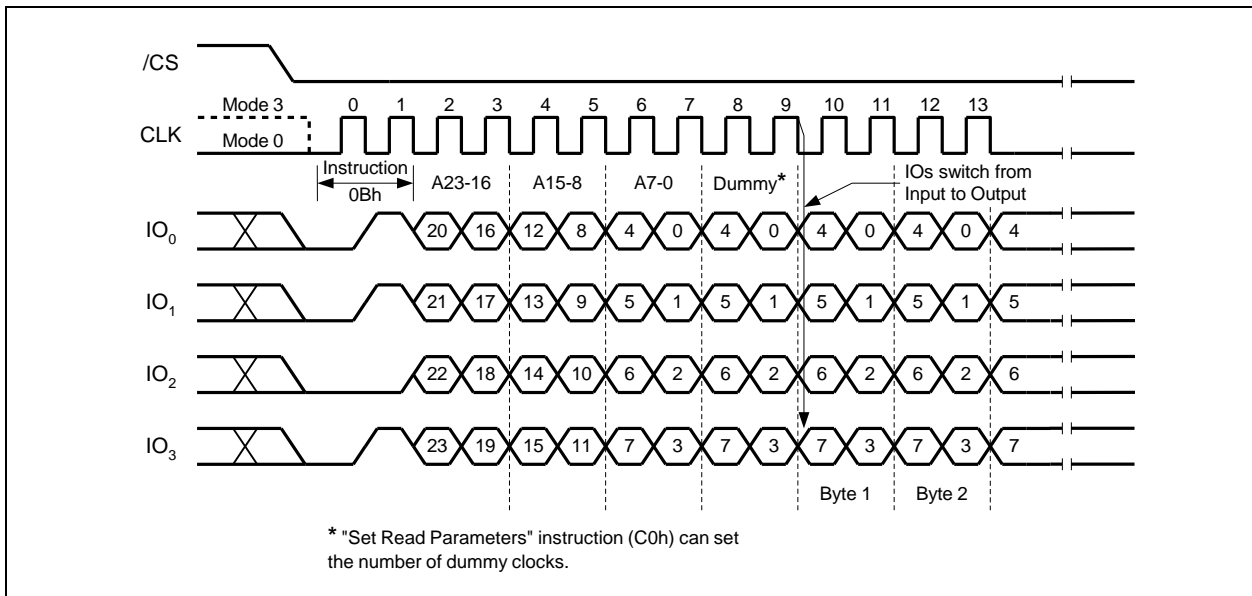 /CS
Mode 3 0 1 2 3 4 5 6 7 8 9 10 11 12 13
CLK Mode 0
Instruction
0Bh A23-16 A15-8 A7-0 Dummy*
IOs switch from
Input to Output
IO0 20 16 12 8 4 0 4 0 4 0 4 0 4
IO1 21 17 13 9 5 1 5 1 5 1 5 1 5
IO2 22 18 14 10 6 2 6 2 6 2 6 2 6
IO3 23 19 15 11 7 3 7 3 7 3 7 3 7
Byte 1 Byte 2
* "Set Read Parameters" instruction (C0h) can set
the number of dummy clocks.